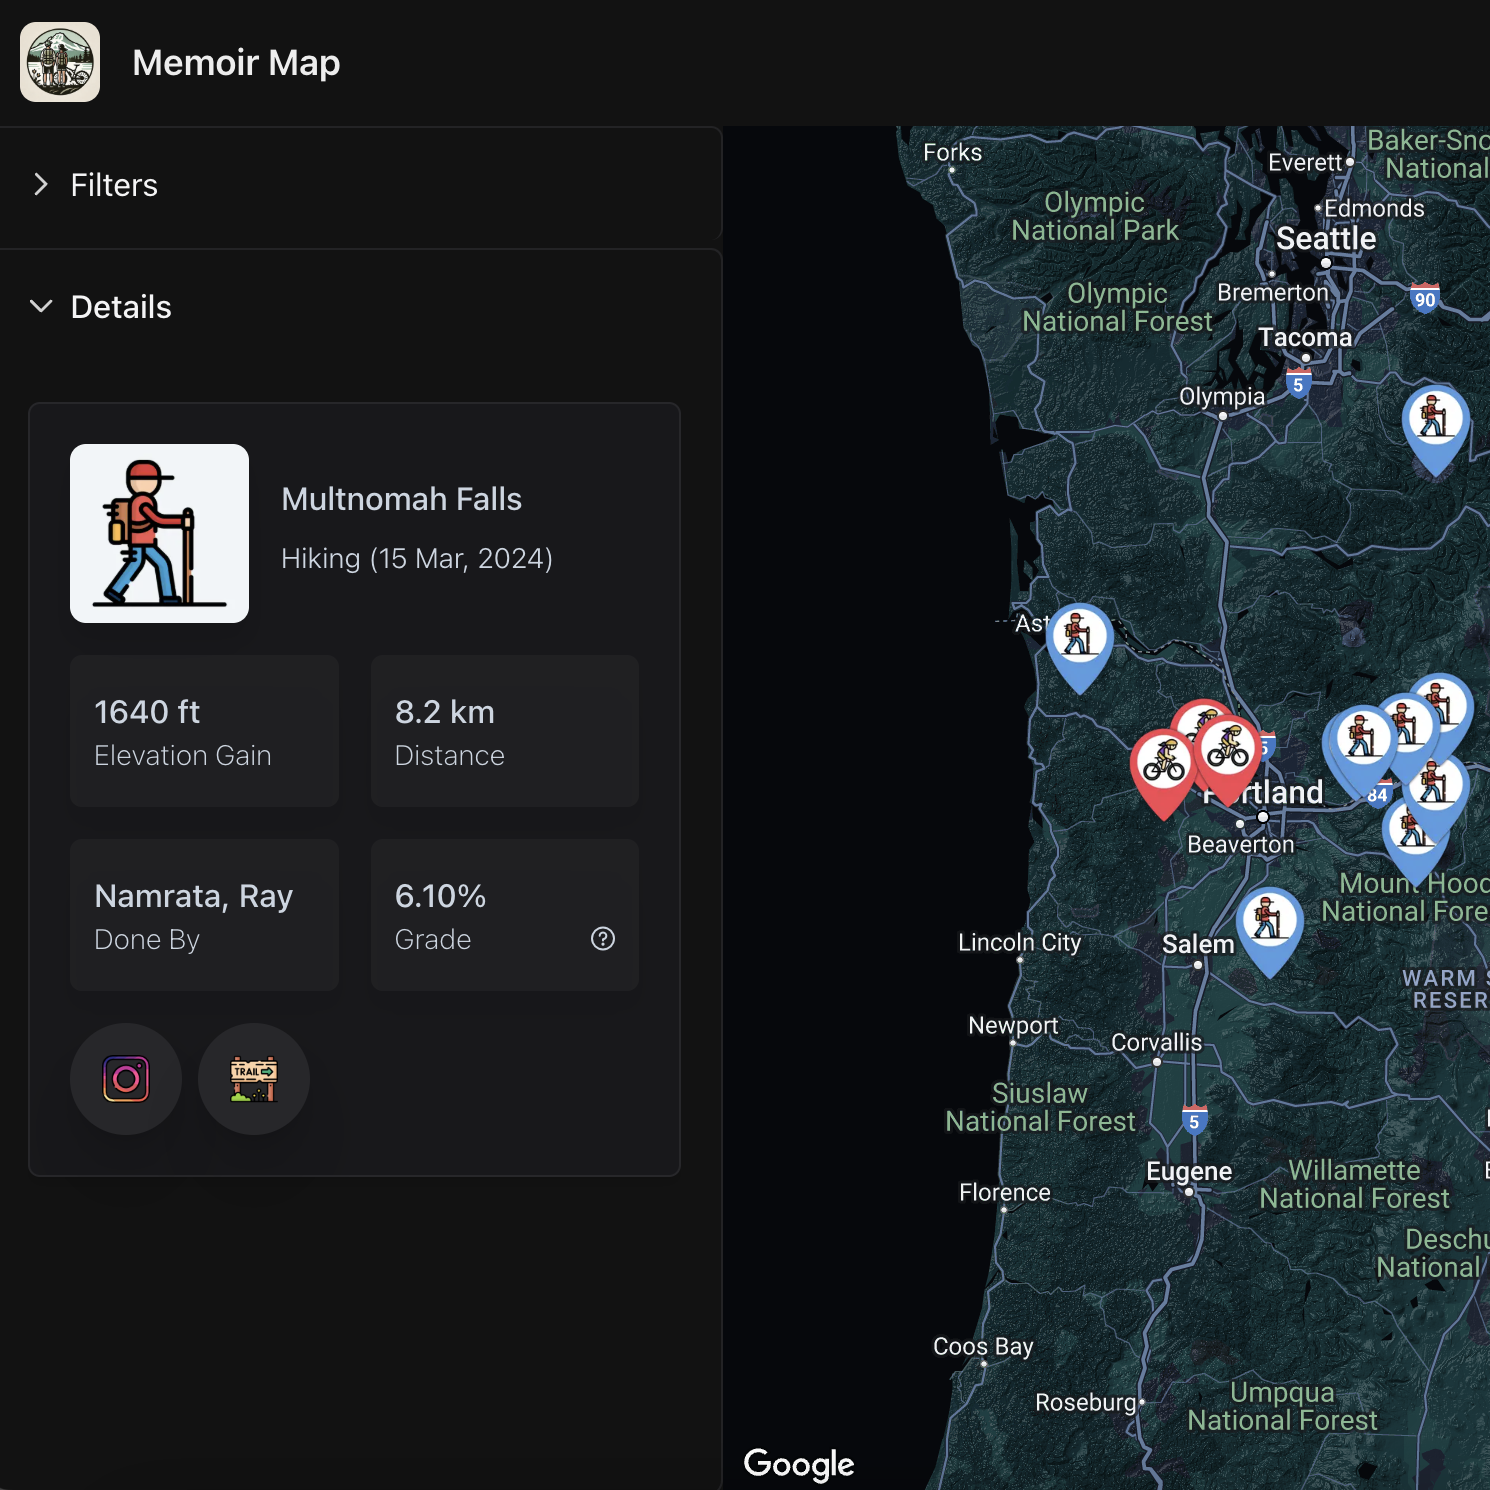 Memoir Map
Filters
Details
Multnomah Falls
Hiking (15 Mar, 2024)
1640 ft
Elevation Gain
8.2 km
Distance
Namrata, Ray
Done By
6.10%
Grade
?
TRAIL
Forks
Everett
Baker-Sno
National
Olympic
National Park
Edmonds
Seattle
Olympic
National Forest
Bremerton
90
Tacoma
5
Olympia
Ast
5
Portland
84
Beaverton
Mount Hood
National Fore
Lincoln City
Salem
WARM S
RESER
Newport
Corvallis
Siuslaw
National Forest
5
Eugene
Willamette
National Forest
Florence
Deschu
National
Coos Bay
Roseburg
Umpqua
National Forest
Google